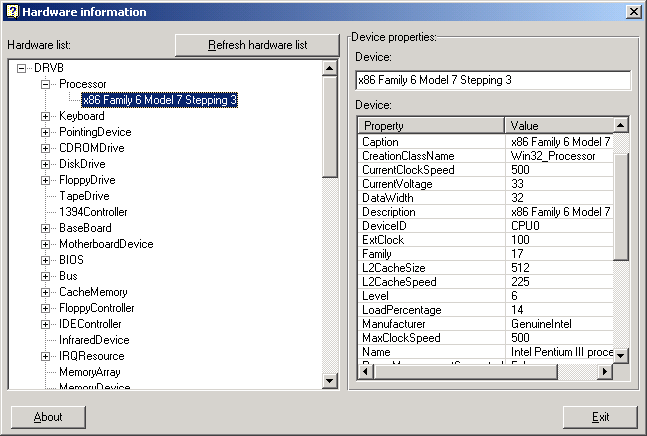 Hardware information
Hardware list:
Refresh hardware list
DRVB
Processor
x86 Family 6 Model 7 Stepping 3
Keyboard
PointingDevice
CDROMDrive
DiskDrive
FloppyDrive
TapeDrive
1394Controller
BaseBoard
MotherboardDevice
BIOS
Bus
CacheMemory
FloppyController
IDEController
InfraredDevice
IRQResource
MemoryArray
MemoryDevice
Device properties:
Device:
x86 Family 6 Model 7 Stepping 3
Device:
Property Value
Caption x86 Family 6 Model 7
CreationClassName Win32_Processor
CurrentClockSpeed 500
CurrentVoltage 33
DataWidth 32
Description x86 Family 6 Model 7
DeviceID CPU0
ExtClock 100
Family 17
L2CacheSize 512
L2CacheSpeed 225
Level 6
LoadPercentage 14
Manufacturer GenuineIntel
MaxClockSpeed 500
Name Intel Pentium III proce
About
Exit